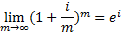 lim_{m→∞}(1 + i/m)^m = e^i